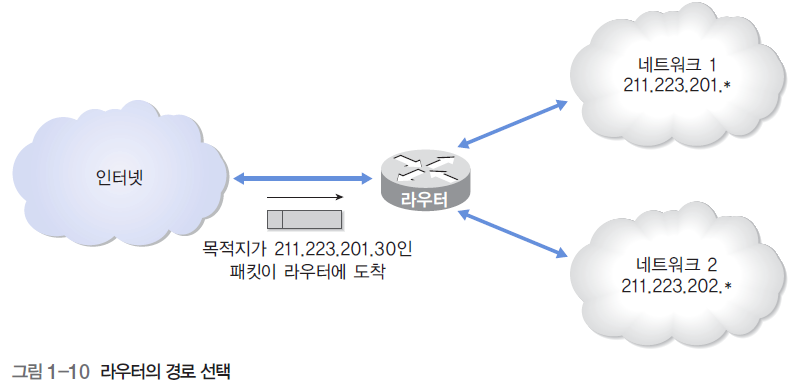 네트워크 1
211.223.201.*
인터넷
라우터
목적지가 211.223.201.30인
패킷이 라우터에 도착
네트워크 2
211.223.202.*
그림 1-10 라우터의 경로 선택